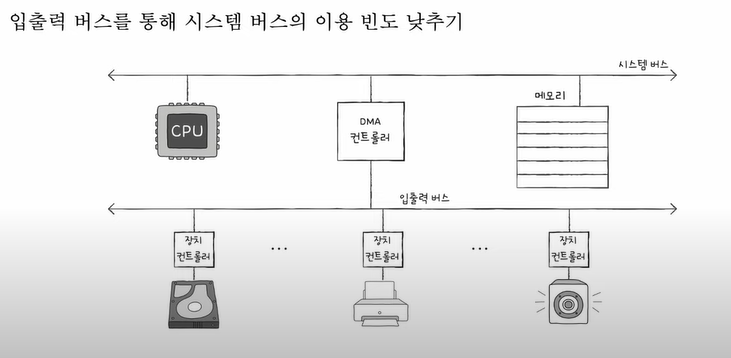 입출력 버스를 통해 시스템 버스의 이용 빈도 낮추기
시스템 버스
CPU
DMA
컨트롤러
메모리
입출력 버스
장치
컨트롤러
...
장치
컨트롤러
...
장치
컨트롤러